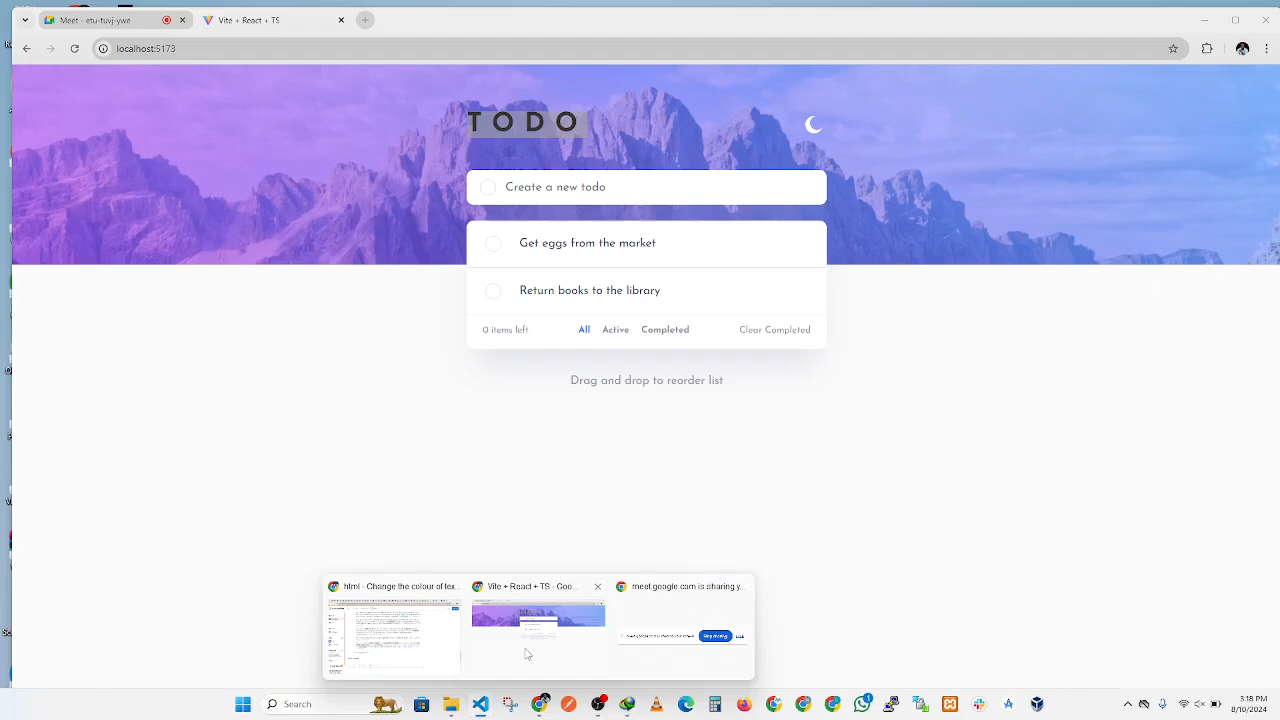 Meet - etu-tuvj-ywe
Vite + React + TS
localhost:5173
TODO
Create a new todo
Get eggs from the market
Return books to the library
0 items left
All
Active
Completed
Clear Completed
Drag and drop to reorder list
html - Change the colour of tex...
Vite + React + TS - Goo...
meet.google.com is sharing y...
Stop sharing
Search
1
3:18 PM
8/10/2024